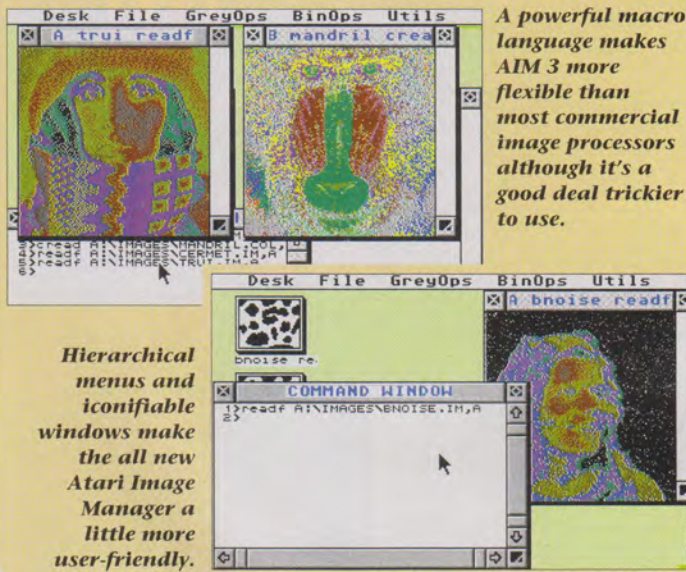 Desk File GreyOps BinOps Utils
A trui readf
B mandril crea
3>creadf A:\IMAGES\MANDRIL.COL,
4>readf A:\IMAGES\CERMET.IM,A
5>readf A:\IMAGES\TRUI.IM,A
6>
A powerful macro
language makes
AIM 3 more
flexible than
most commercial
image processors
although it's a
good deal trickier
to use.
Desk File GreyOps BinOps Utils
A bnoise readf
bnoise re
COMMAND WINDOW
1>readf A:\IMAGES\BNOISE.IM,A
2>
Hierarchical
menus and
iconifiable
windows make
the all new
Atari Image
Manager a
little more
user-friendly.